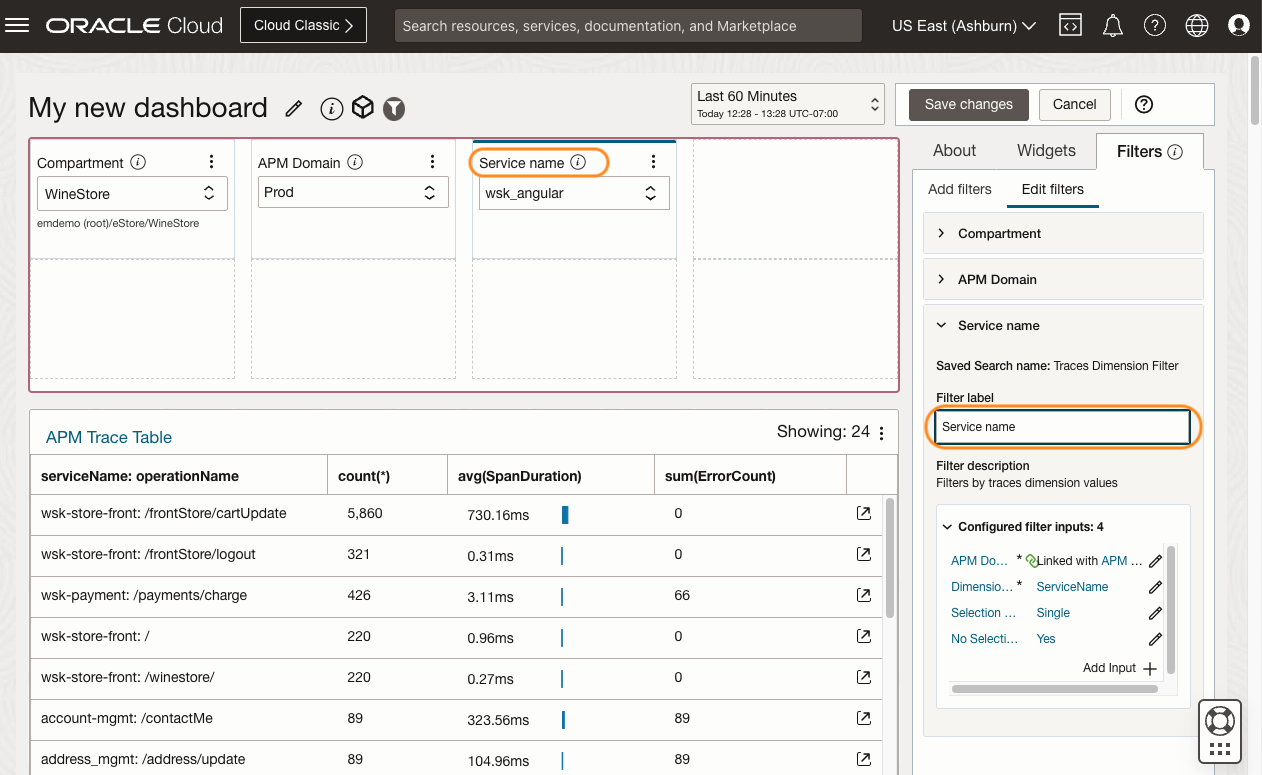 ORACLE Cloud
Cloud Classic
Search resources, services, documentation, and Marketplace
US East (Ashburn)
My new dashboard
Last 60 Minutes
Today 12:28 - 13:28 UTC-07:00
Save changes
Cancel
Compartment
WineStore
emdemo (root)/eStore/WineStore
APM Domain
Prod
Service name
wsk_angular
About
Widgets
Filters
Add filters
Edit filters
Compartment
APM Domain
Service name
Saved Search name: Traces Dimension Filter
Filter label
Service name
Filter description
Filters by traces dimension values
Configured filter inputs: 4
APM Do... * Linked with APM ...
Dimensio... * ServiceName
Selection ... Single
No Selecti... Yes
Add Input
APM Trace Table
Showing: 24
serviceName: operationName count(*) avg(SpanDuration) sum(ErrorCount)
wsk-store-front: /frontStore/cartUpdate 5,860 730.16ms 0
wsk-store-front: /frontStore/logout 321 0.31ms 0
wsk-payment: /payments/charge 426 3.11ms 66
wsk-store-front: / 220 0.96ms 0
wsk-store-front: /winestore/ 220 0.27ms 0
account-mgmt: /contactMe 89 323.56ms 89
address_mgmt: /address/update 89 104.96ms 89